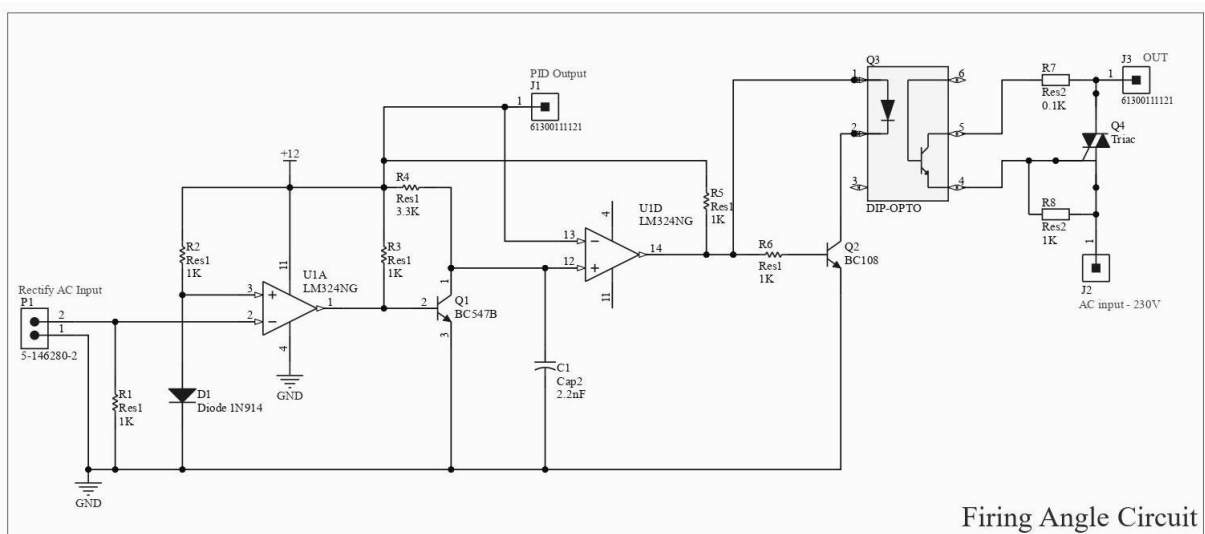 Rectify AC Input
P1
2
1
5-146280-2
GND
R1
Res1
1K
R2
Res1
1K
D1
Diode 1N914
+12
U1A
LM324NG
3
2
1
11
4
GND
R4
Res1
3.3K
R3
Res1
1K
2
1
3
Q1
BC547B
PID Output
J1
1
61300111121
C1
Cap2
2.2nF
U1D
LM324NG
13
12
14
4
11
R5
Res1
1K
R6
Res1
1K
Q2
BC108
Q3
1
2
3
6
5
4
DIP-OPTO
R7
Res2
0.1K
J3 OUT
1
61300111121
Q4
Triac
R8
Res2
1K
1
J2
AC input - 230V
Firing Angle Circuit